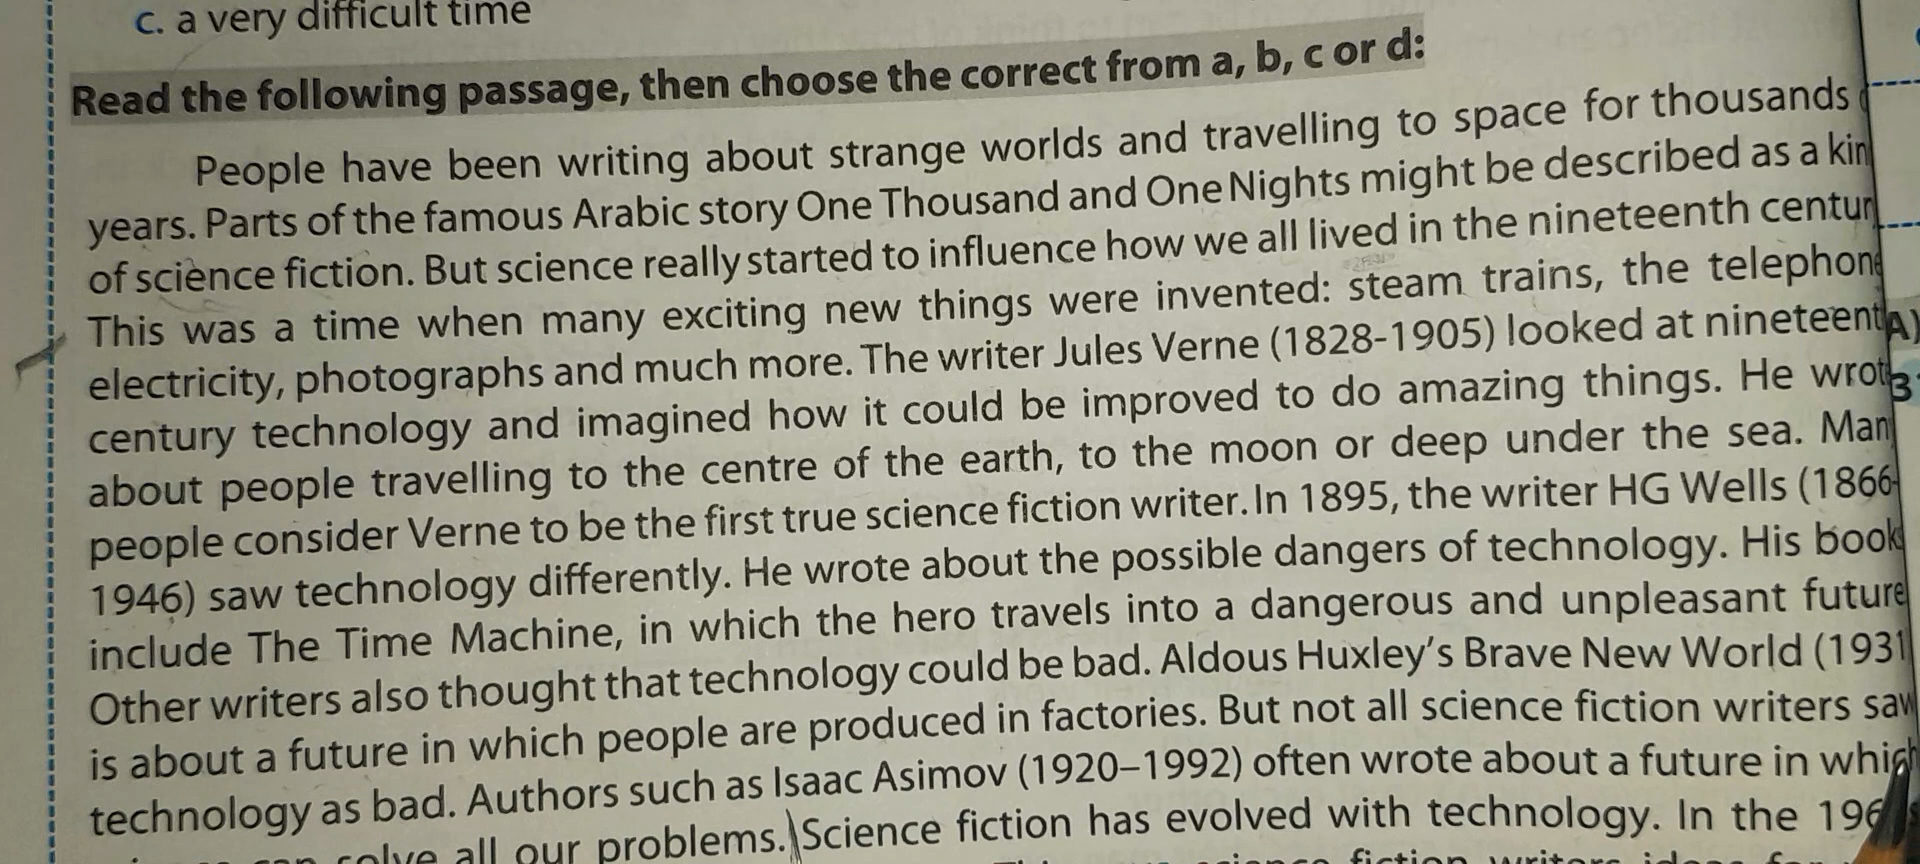 c. a very difficult time
Read the following passage, then choose the correct from a, b, c or d:
People have been writing about strange worlds and travelling to space for thousands
years. Parts of the famous Arabic story One Thousand and One Nights might be described as a kin
of science fiction. But science really started to influence how we all lived in the nineteenth centur
This was a time when many exciting new things were invented: steam trains, the telephone
electricity, photographs and much more. The writer Jules Verne (1828-1905) looked at nineteent
century technology and imagined how it could be improved to do amazing things. He wrot
about people travelling to the centre of the earth, to the moon or deep under the sea. Man
people consider Verne to be the first true science fiction writer. In 1895, the writer HG Wells (1866-
1946) saw technology differently. He wrote about the possible dangers of technology. His book
include The Time Machine, in which the hero travels into a dangerous and unpleasant future
Other writers also thought that technology could be bad. Aldous Huxley's Brave New World (1931
is about a future in which people are produced in factories. But not all science fiction writers saw
technology as bad. Authors such as Isaac Asimov (1920–1992) often wrote about a future in which
solve all our problems. Science fiction has evolved with technology. In the 196
fiction writers
A)
3